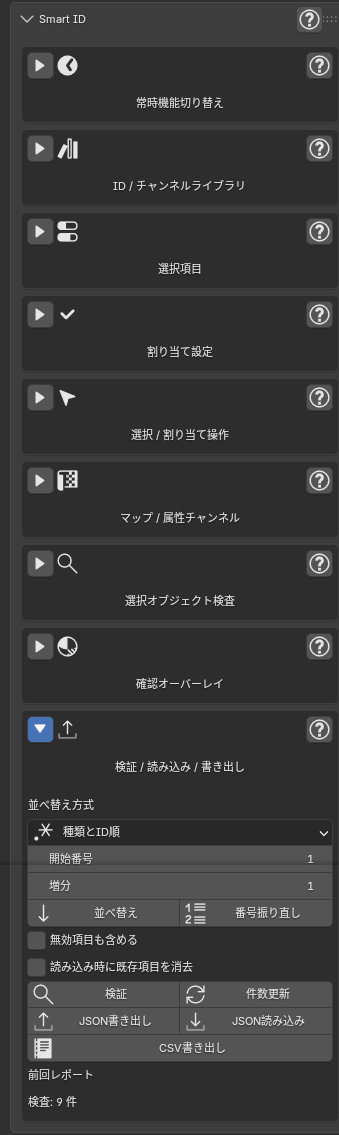 Smart ID
常時機能切り替え
ID / チャンネルライブラリ
選択項目
割り当て設定
選択 / 割り当て操作
マップ / 属性チャンネル
選択オブジェクト検査
確認オーバーレイ
検証 / 読み込み / 書き出し
並べ替え方式
種類とID順
開始番号 1
増分 1
並べ替え 番号振り直し
無効項目も含める
読み込み時に既存項目を消去
検証 件数更新
JSON書き出し JSON読み込み
CSV書き出し
前回レポート
検査: 9 件